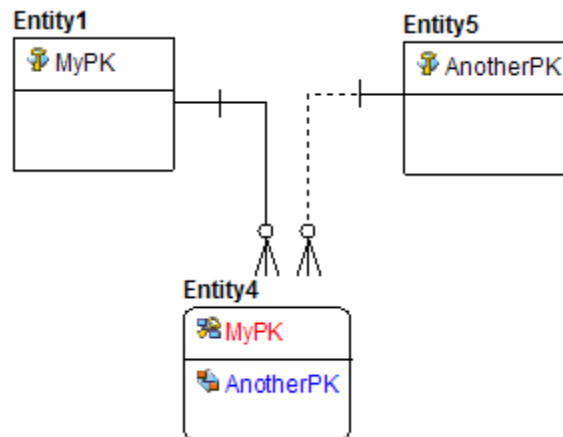 Entity1
MyPK
Entity5
AnotherPK
Entity4
MyPK
AnotherPK